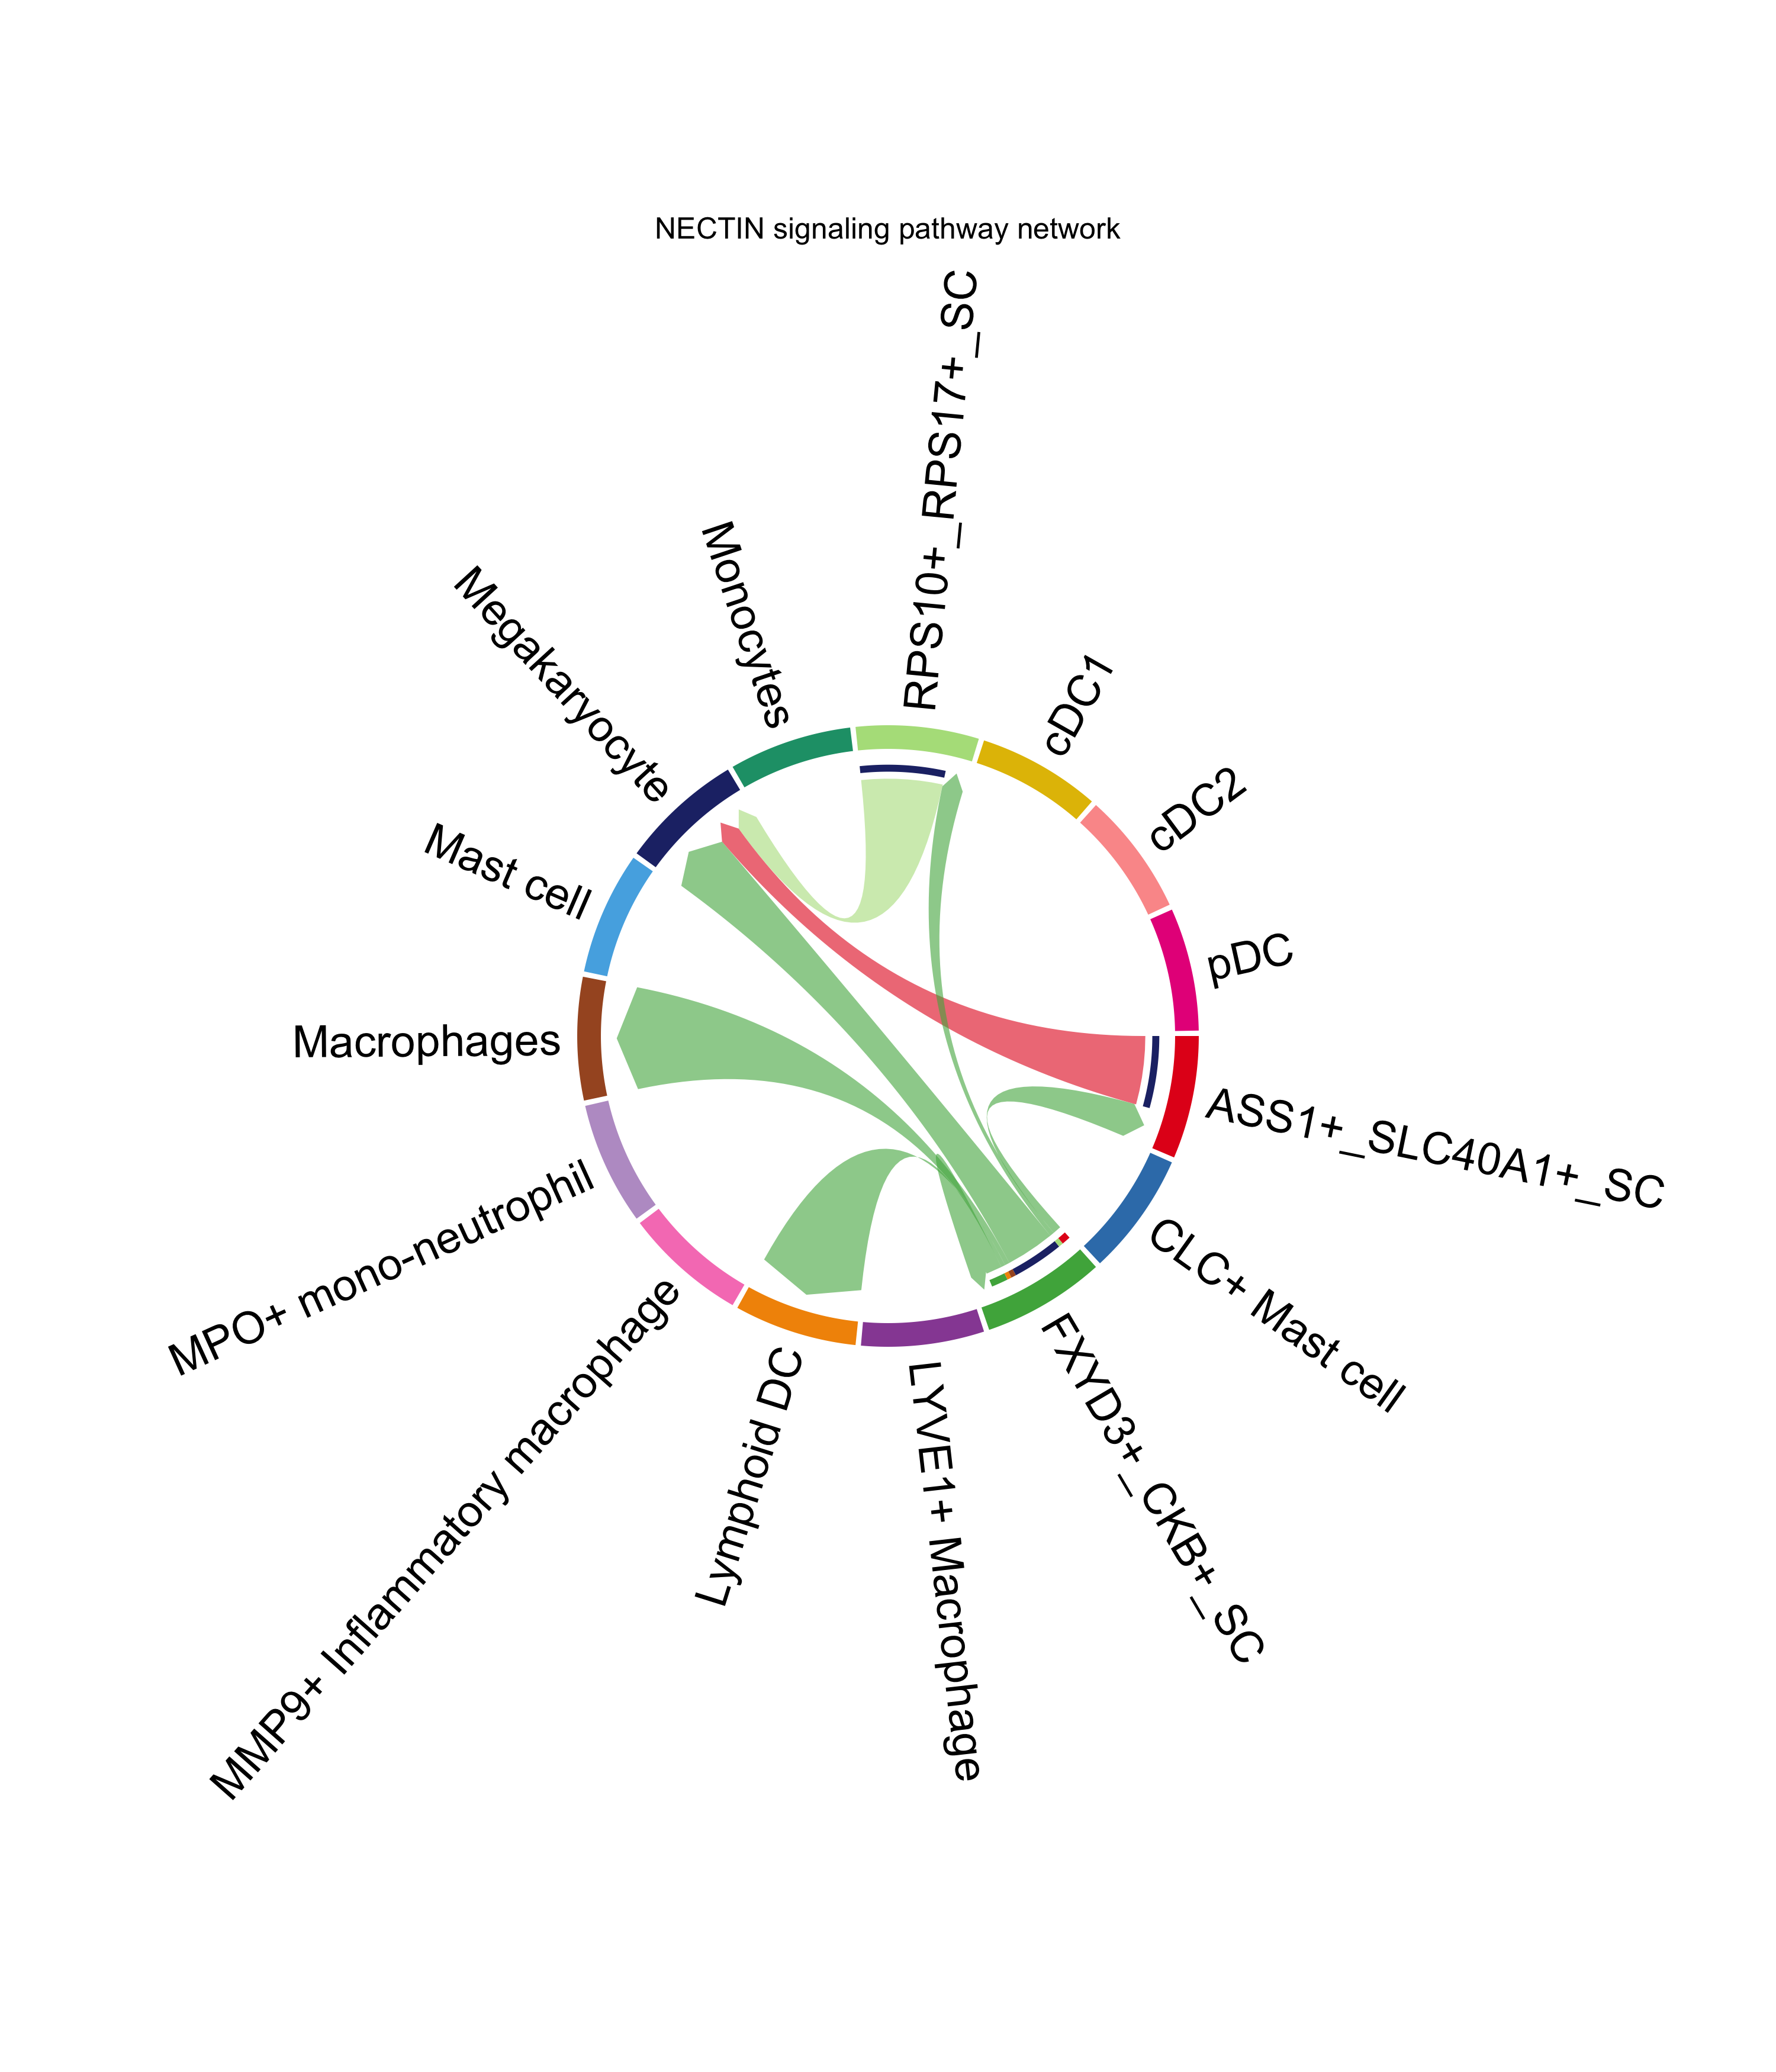 NECTIN signaling pathway network
RPS10+_RPS17+_SC
cDC1
cDC2
pDC
ASS1+_SLC40A1+_SC
CLC+ Mast cell
FXYD3+_CKB+_SC
LYVE1+ Macrophage
Lymphoid DC
MMP9+ Inflammatory macrophage
MPO+ mono-neutrophil
Macrophages
Mast cell
Megakaryocyte
Monocytes